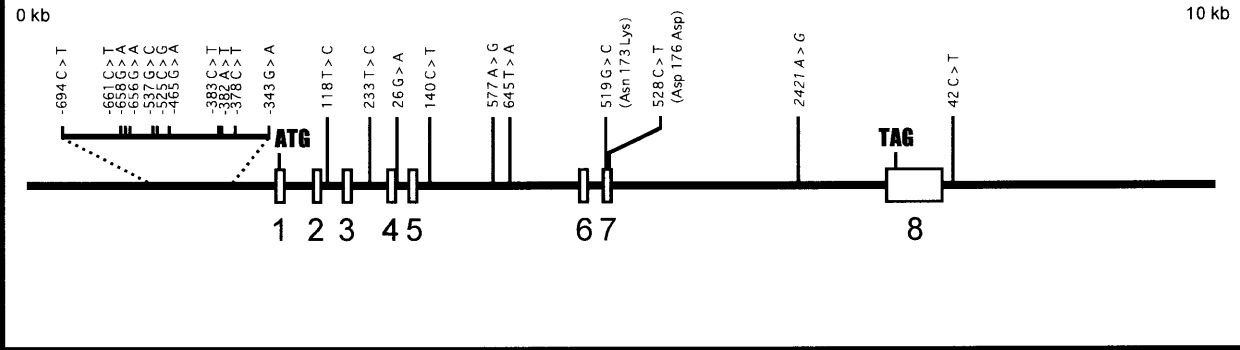 0 kb
10 kb
-694 C > T
-661 C > T
-658 G > A
-656 G > A
-537 G > C
-525 C > G
-465 G > A
-383 C > T
-382 A > T
-378 C > T
-343 G > A
118 T > C
233 T > C
26 G > A
140 C > T
577 A > G
645 T > A
519 G > C
(Asn 173 Lys)
528 C > T
(Asp 176 Asp)
2421 A > G
42 C > T
ATG
TAG
1 2 3 4 5 6 7 8